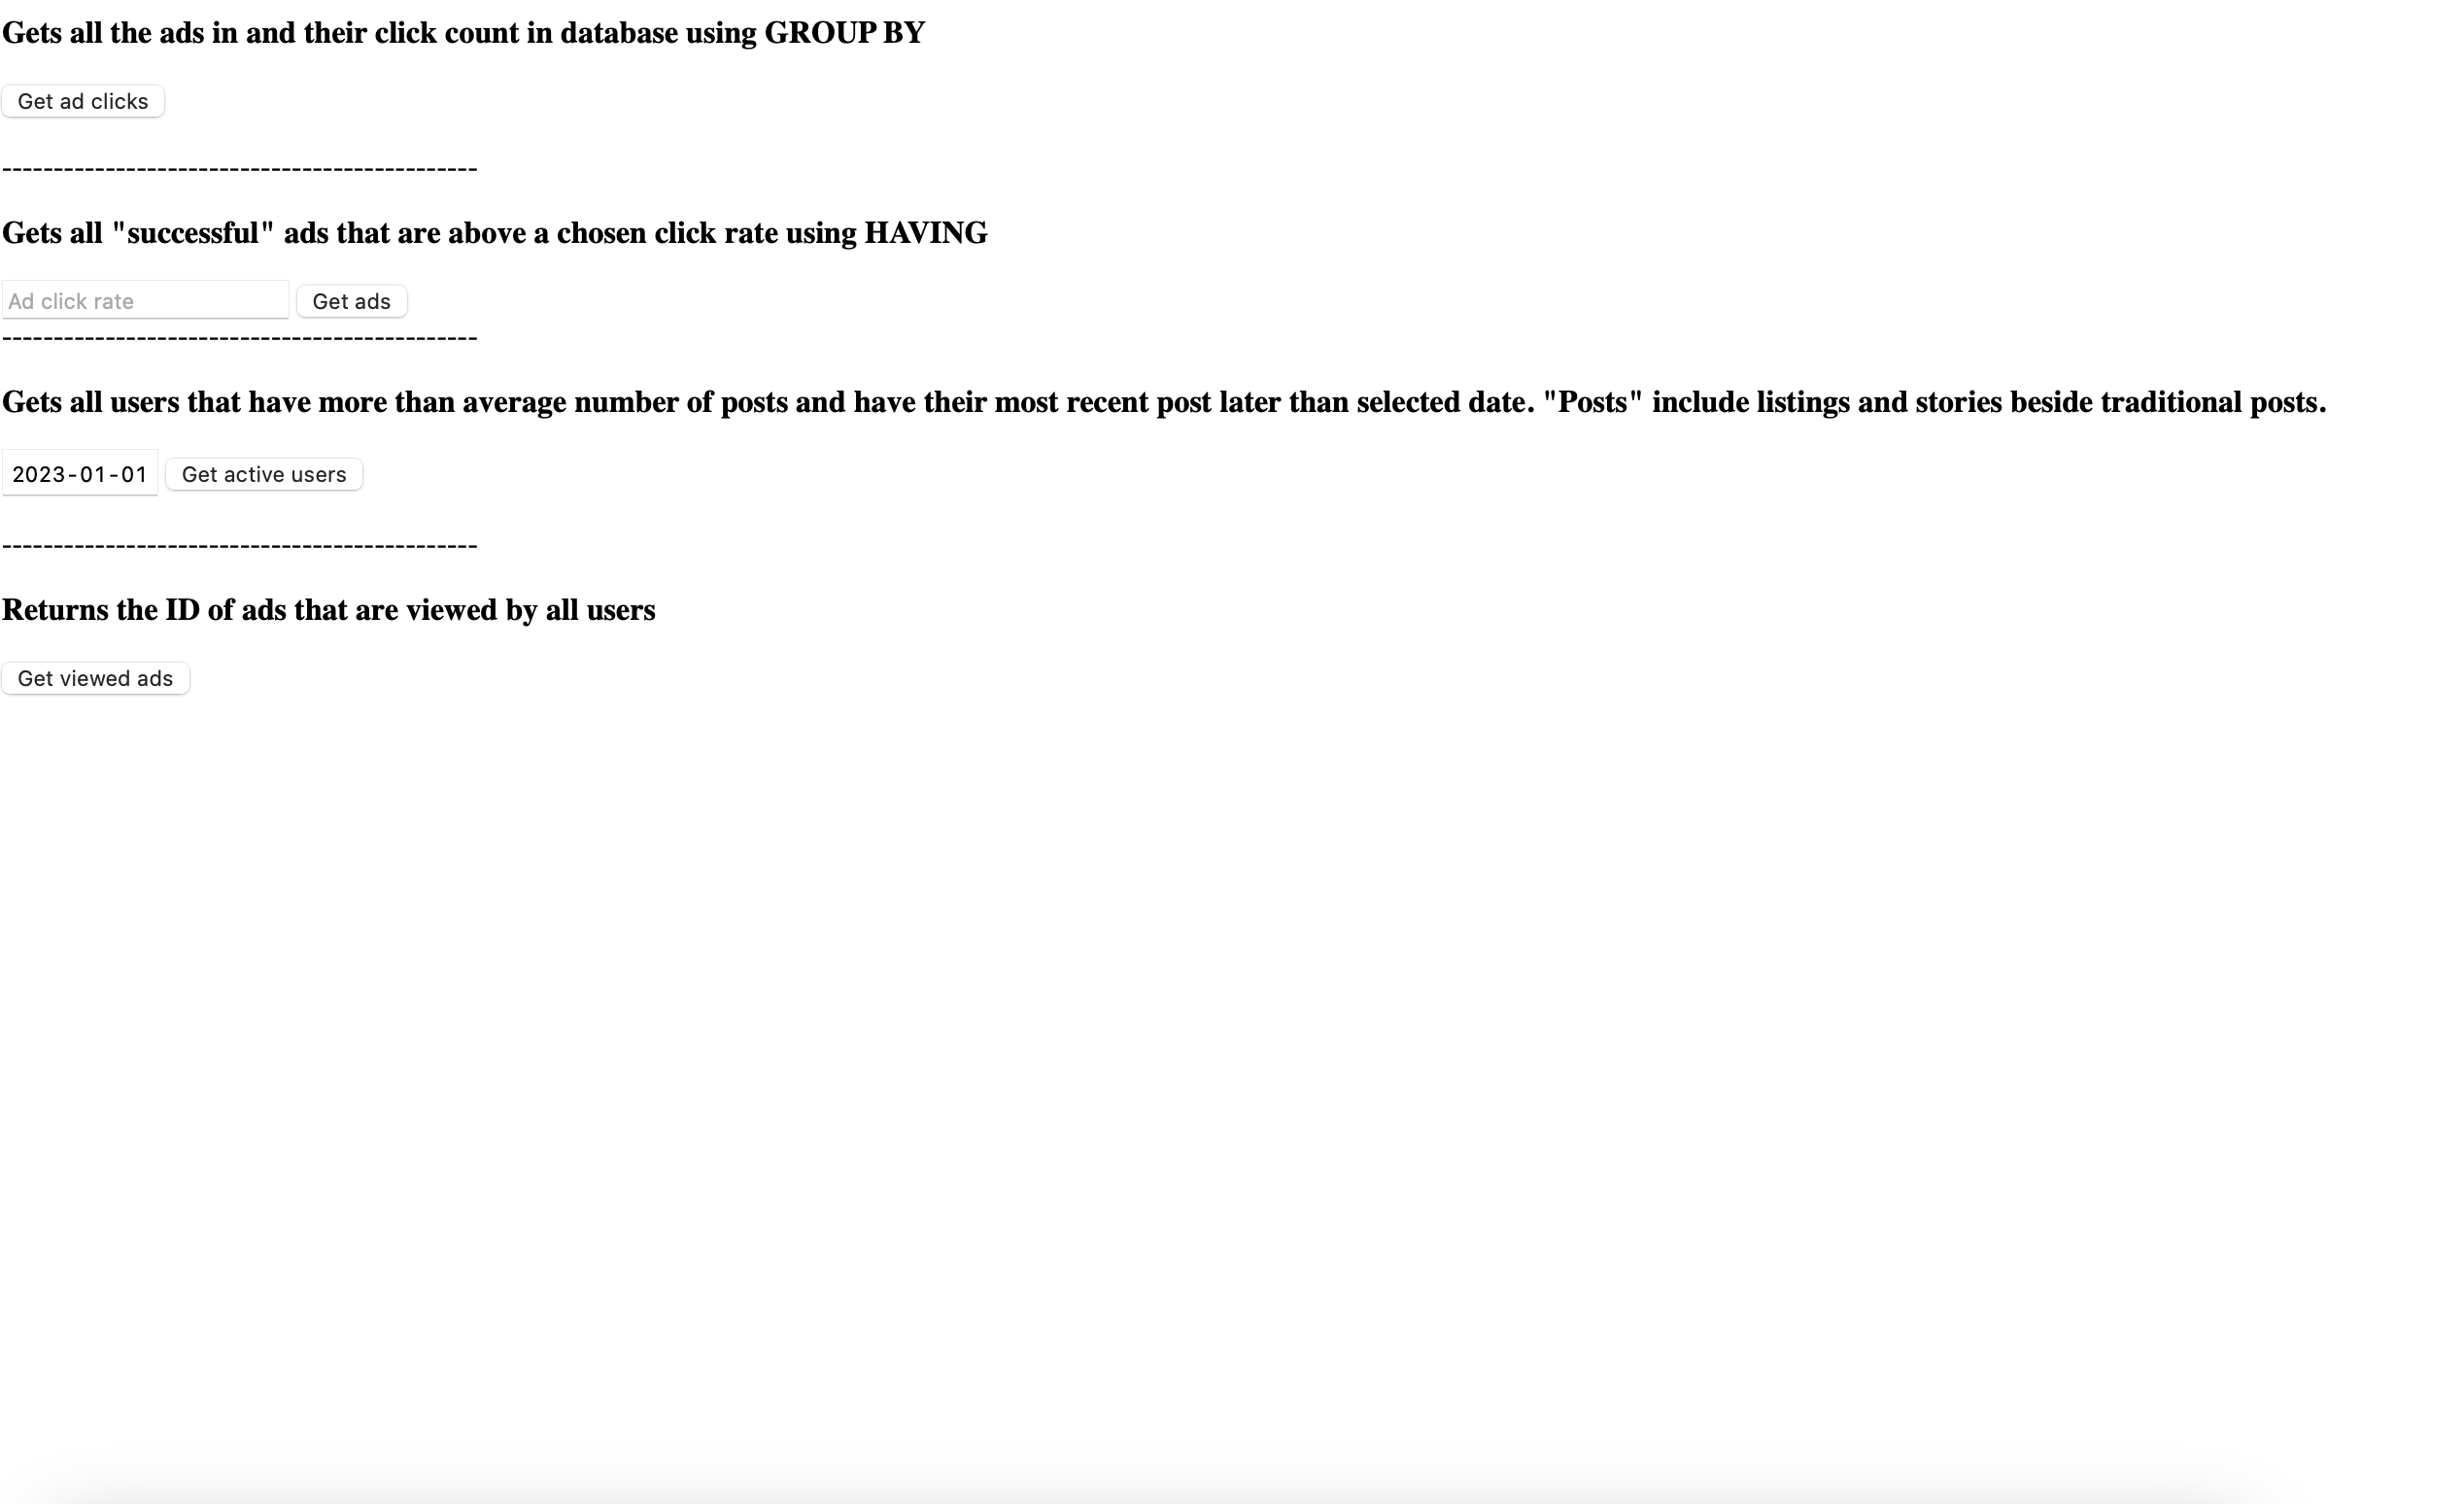 Gets all the ads in and their click count in database using GROUP BY
Get ad clicks
----------------------------------------------
Gets all "successful" ads that are above a chosen click rate using HAVING
Ad click rate Get ads
----------------------------------------------
Gets all users that have more than average number of posts and have their most recent post later than selected date. "Posts" include listings and stories beside traditional posts.
2023-01-01 Get active users
----------------------------------------------
Returns the ID of ads that are viewed by all users
Get viewed ads